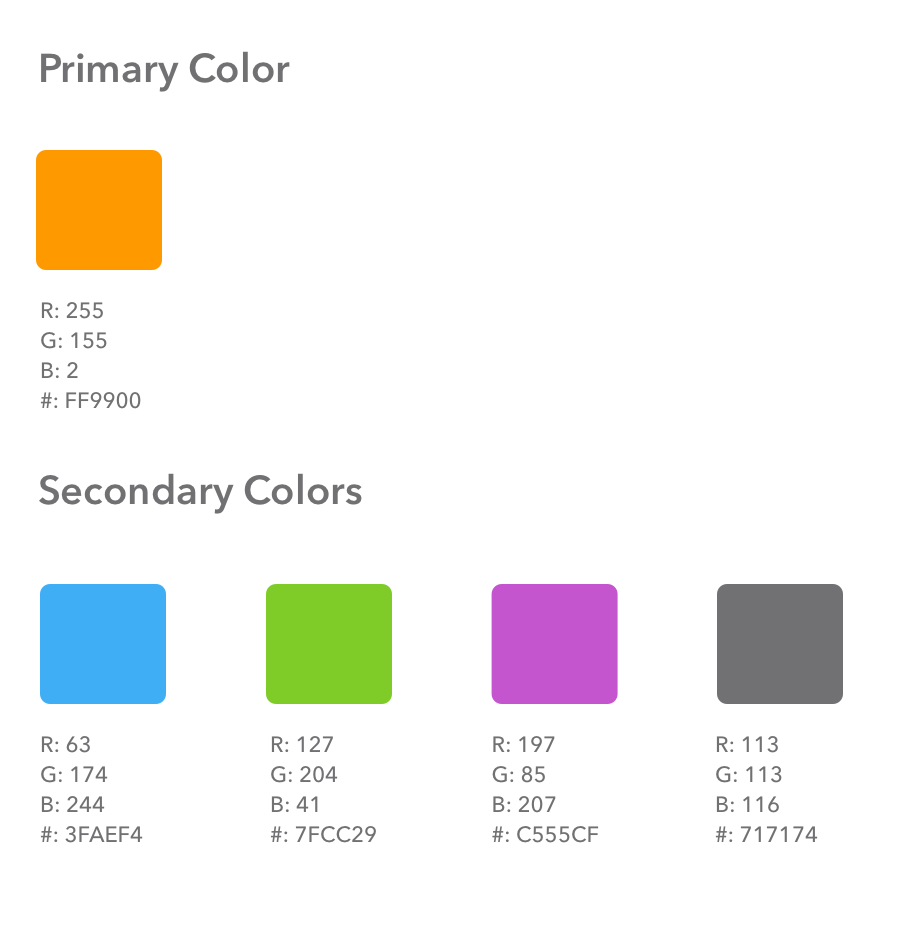 Primary Color
R: 255
G: 155
B: 2
#: FF9900
Secondary Colors
R: 63
G: 174
B: 244
#: 3FAEF4
R: 127
G: 204
B: 41
#: 7FCC29
R: 197
G: 85
B: 207
#: C555CF
R: 113
G: 113
B: 116
#: 717174